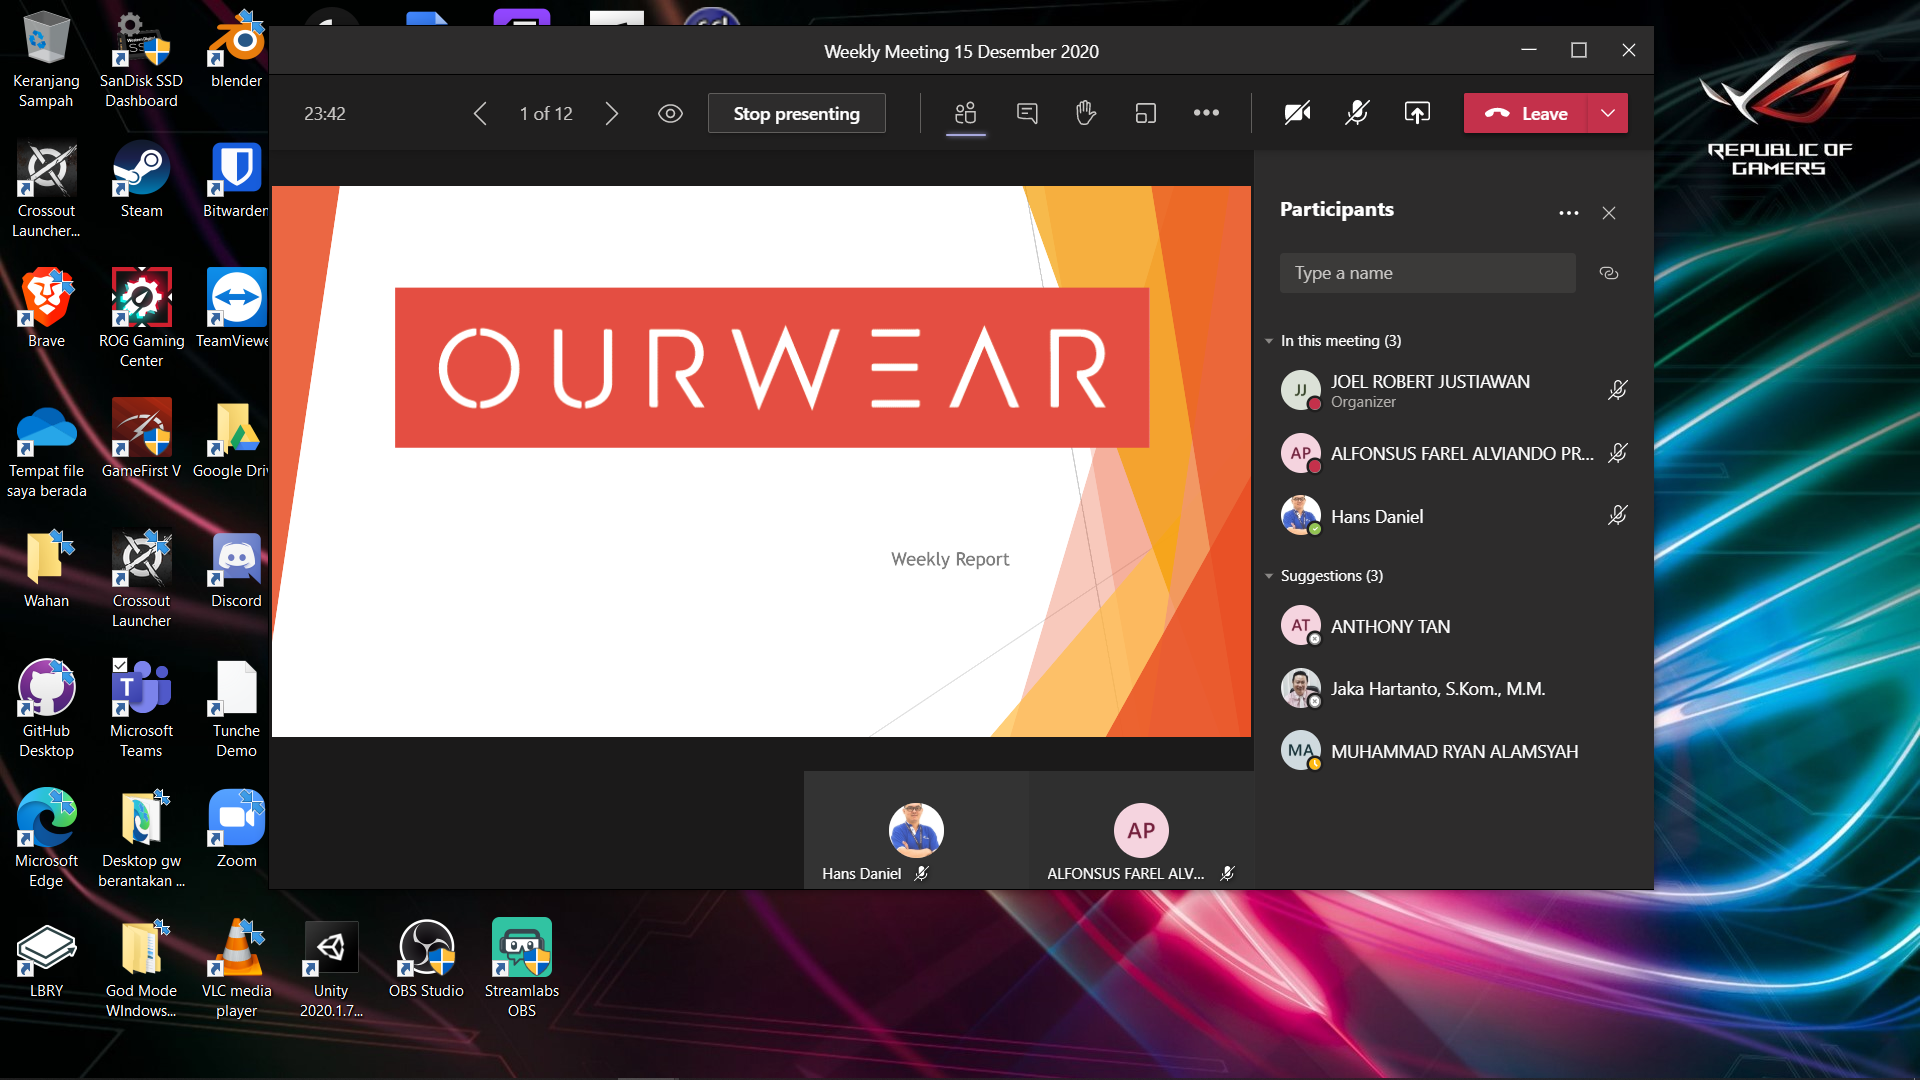 Keranjang
Sampah
SanDisk SSD
Dashboard
blender
Crossout
Launcher...
Steam
Bitwarden
Brave
ROG Gaming
Center
TeamViewe
Tempat file
saya berada
GameFirst V
Google Driv
Wahan
Crossout
Launcher
Discord
GitHub
Desktop
Microsoft
Teams
Tunche
Demo
Microsoft
Edge
Desktop gw
berantakan ...
Zoom
LBRY
God Mode
WIndows...
VLC media
player
Unity
2020.1.7...
OBS Studio
Streamlabs
OBS
Weekly Meeting 15 Desember 2020
23:42
1 of 12
Stop presenting
Leave
OURWEAR
Weekly Report
Hans Daniel
AP
ALFONSUS FAREL ALV...
Participants
Type a name
In this meeting (3)
JJ
JOEL ROBERT JUSTIAWAN
Organizer
AP
ALFONSUS FAREL ALVIANDO PR...
Hans Daniel
Suggestions (3)
AT
ANTHONY TAN
Jaka Hartanto, S.Kom., M.M.
MA
MUHAMMAD RYAN ALAMSYAH
REPUBLIC OF
GAMERS